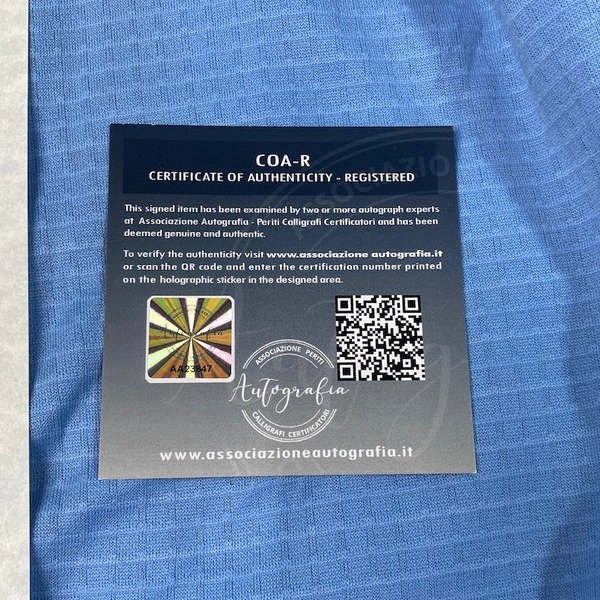 COA-R
CERTIFICATE OF AUTHENTICITY - REGISTERED
This signed item has been examined by two or more autograph experts
at Associazione Autografia - Periti Calligrafi Certificatori and has been
deemed genuine and authentic.
To verify the authenticity visit www.associazione autografia.it
or scan the QR code and enter the certification number printed
on the holographic sticker in the designed area.
AA23847
ASSOCIAZIONE PERITI
Autografia
CALLIGRAFI CERTIFICATORI
www.associazioneautografia.it